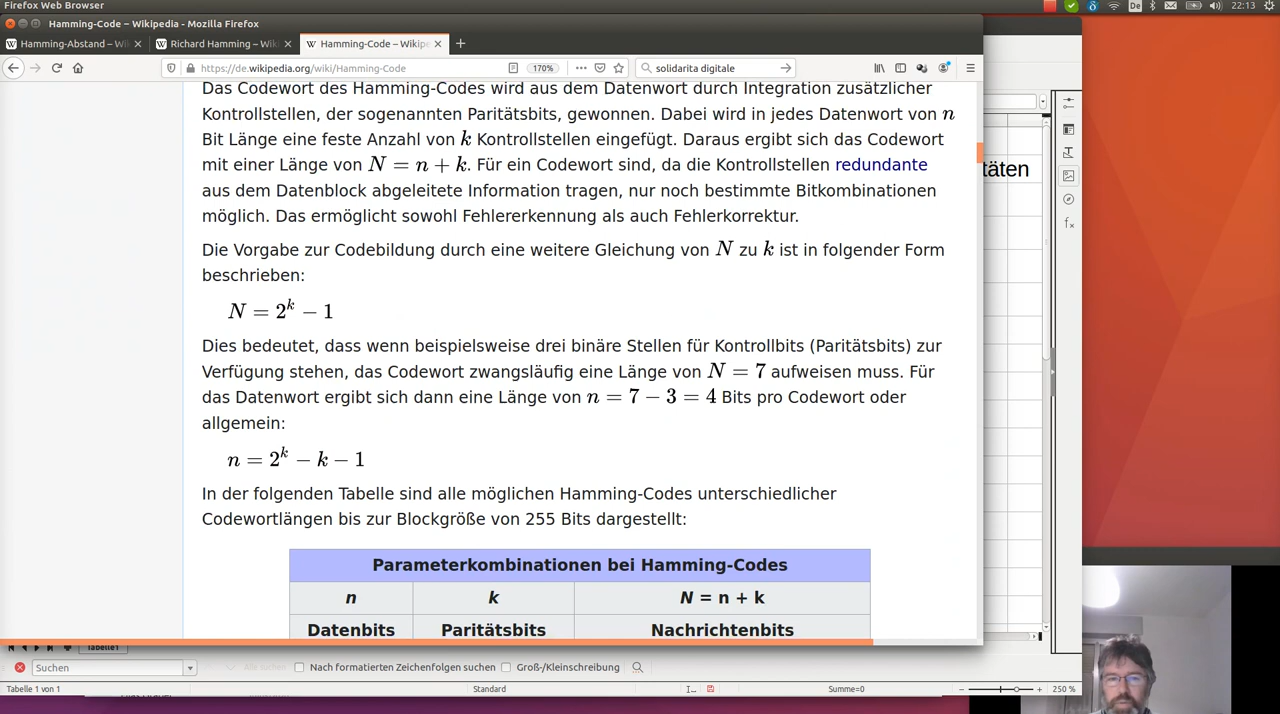 Firefox Web Browser
De
22:13
Hamming-Code – Wikipedia - Mozilla Firefox
Hamming-Abstand – Wi
Richard Hamming – Wiki
Hamming-Code – Wikipe
https://de.wikipedia.org/wiki/Hamming-Code
170%
solidarita digitale
Das Codewort des Hamming-Codes wird aus dem Datenwort durch Integration zusätzlicher
Kontrollstellen, der sogenannten Paritätsbits, gewonnen. Dabei wird in jedes Datenwort von n
Bit Länge eine feste Anzahl von k Kontrollstellen eingefügt. Daraus ergibt sich das Codewort
mit einer Länge von N = n + k. Für ein Codewort sind, da die Kontrollstellen redundante
aus dem Datenblock abgeleitete Information tragen, nur noch bestimmte Bitkombinationen
möglich. Das ermöglicht sowohl Fehlererkennung als auch Fehlerkorrektur.
Die Vorgabe zur Codebildung durch eine weitere Gleichung von N zu k ist in folgender Form
beschrieben:
N = 2^k − 1
Dies bedeutet, dass wenn beispielsweise drei binäre Stellen für Kontrollbits (Paritätsbits) zur
Verfügung stehen, das Codewort zwangsläufig eine Länge von N = 7 aufweisen muss. Für
das Datenwort ergibt sich dann eine Länge von n = 7 − 3 = 4 Bits pro Codewort oder
allgemein:
n = 2^k − k − 1
In der folgenden Tabelle sind alle möglichen Hamming-Codes unterschiedlicher
Codewortlängen bis zur Blockgröße von 255 Bits dargestellt:
Parameterkombinationen bei Hamming-Codes
n k N = n + k
Datenbits Paritätsbits Nachrichtenbits
täten
Tabelle1
Suchen
Alle suchen
Nach formatierten Zeichenfolgen suchen
Groß-/Kleinschreibung
Tabelle 1 von 1
Standard
Summe=0
250 %